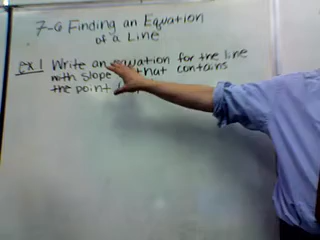 7-6 Finding an Equation
of a Line
ex 1 Write an equation for the line
with slope that contains
the point